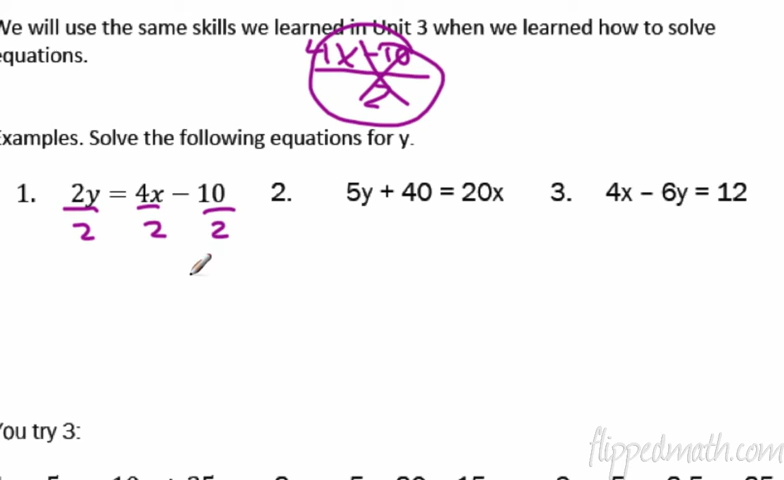 We will use the same skills we learned in Unit 3 when we learned how to solve
equations.
4x - 10
2
Examples. Solve the following equations for y.
1. 2y = 4x − 10 2. 5y + 40 = 20x 3. 4x − 6y = 12
2 2 2
You try 3:
flippedmath.com